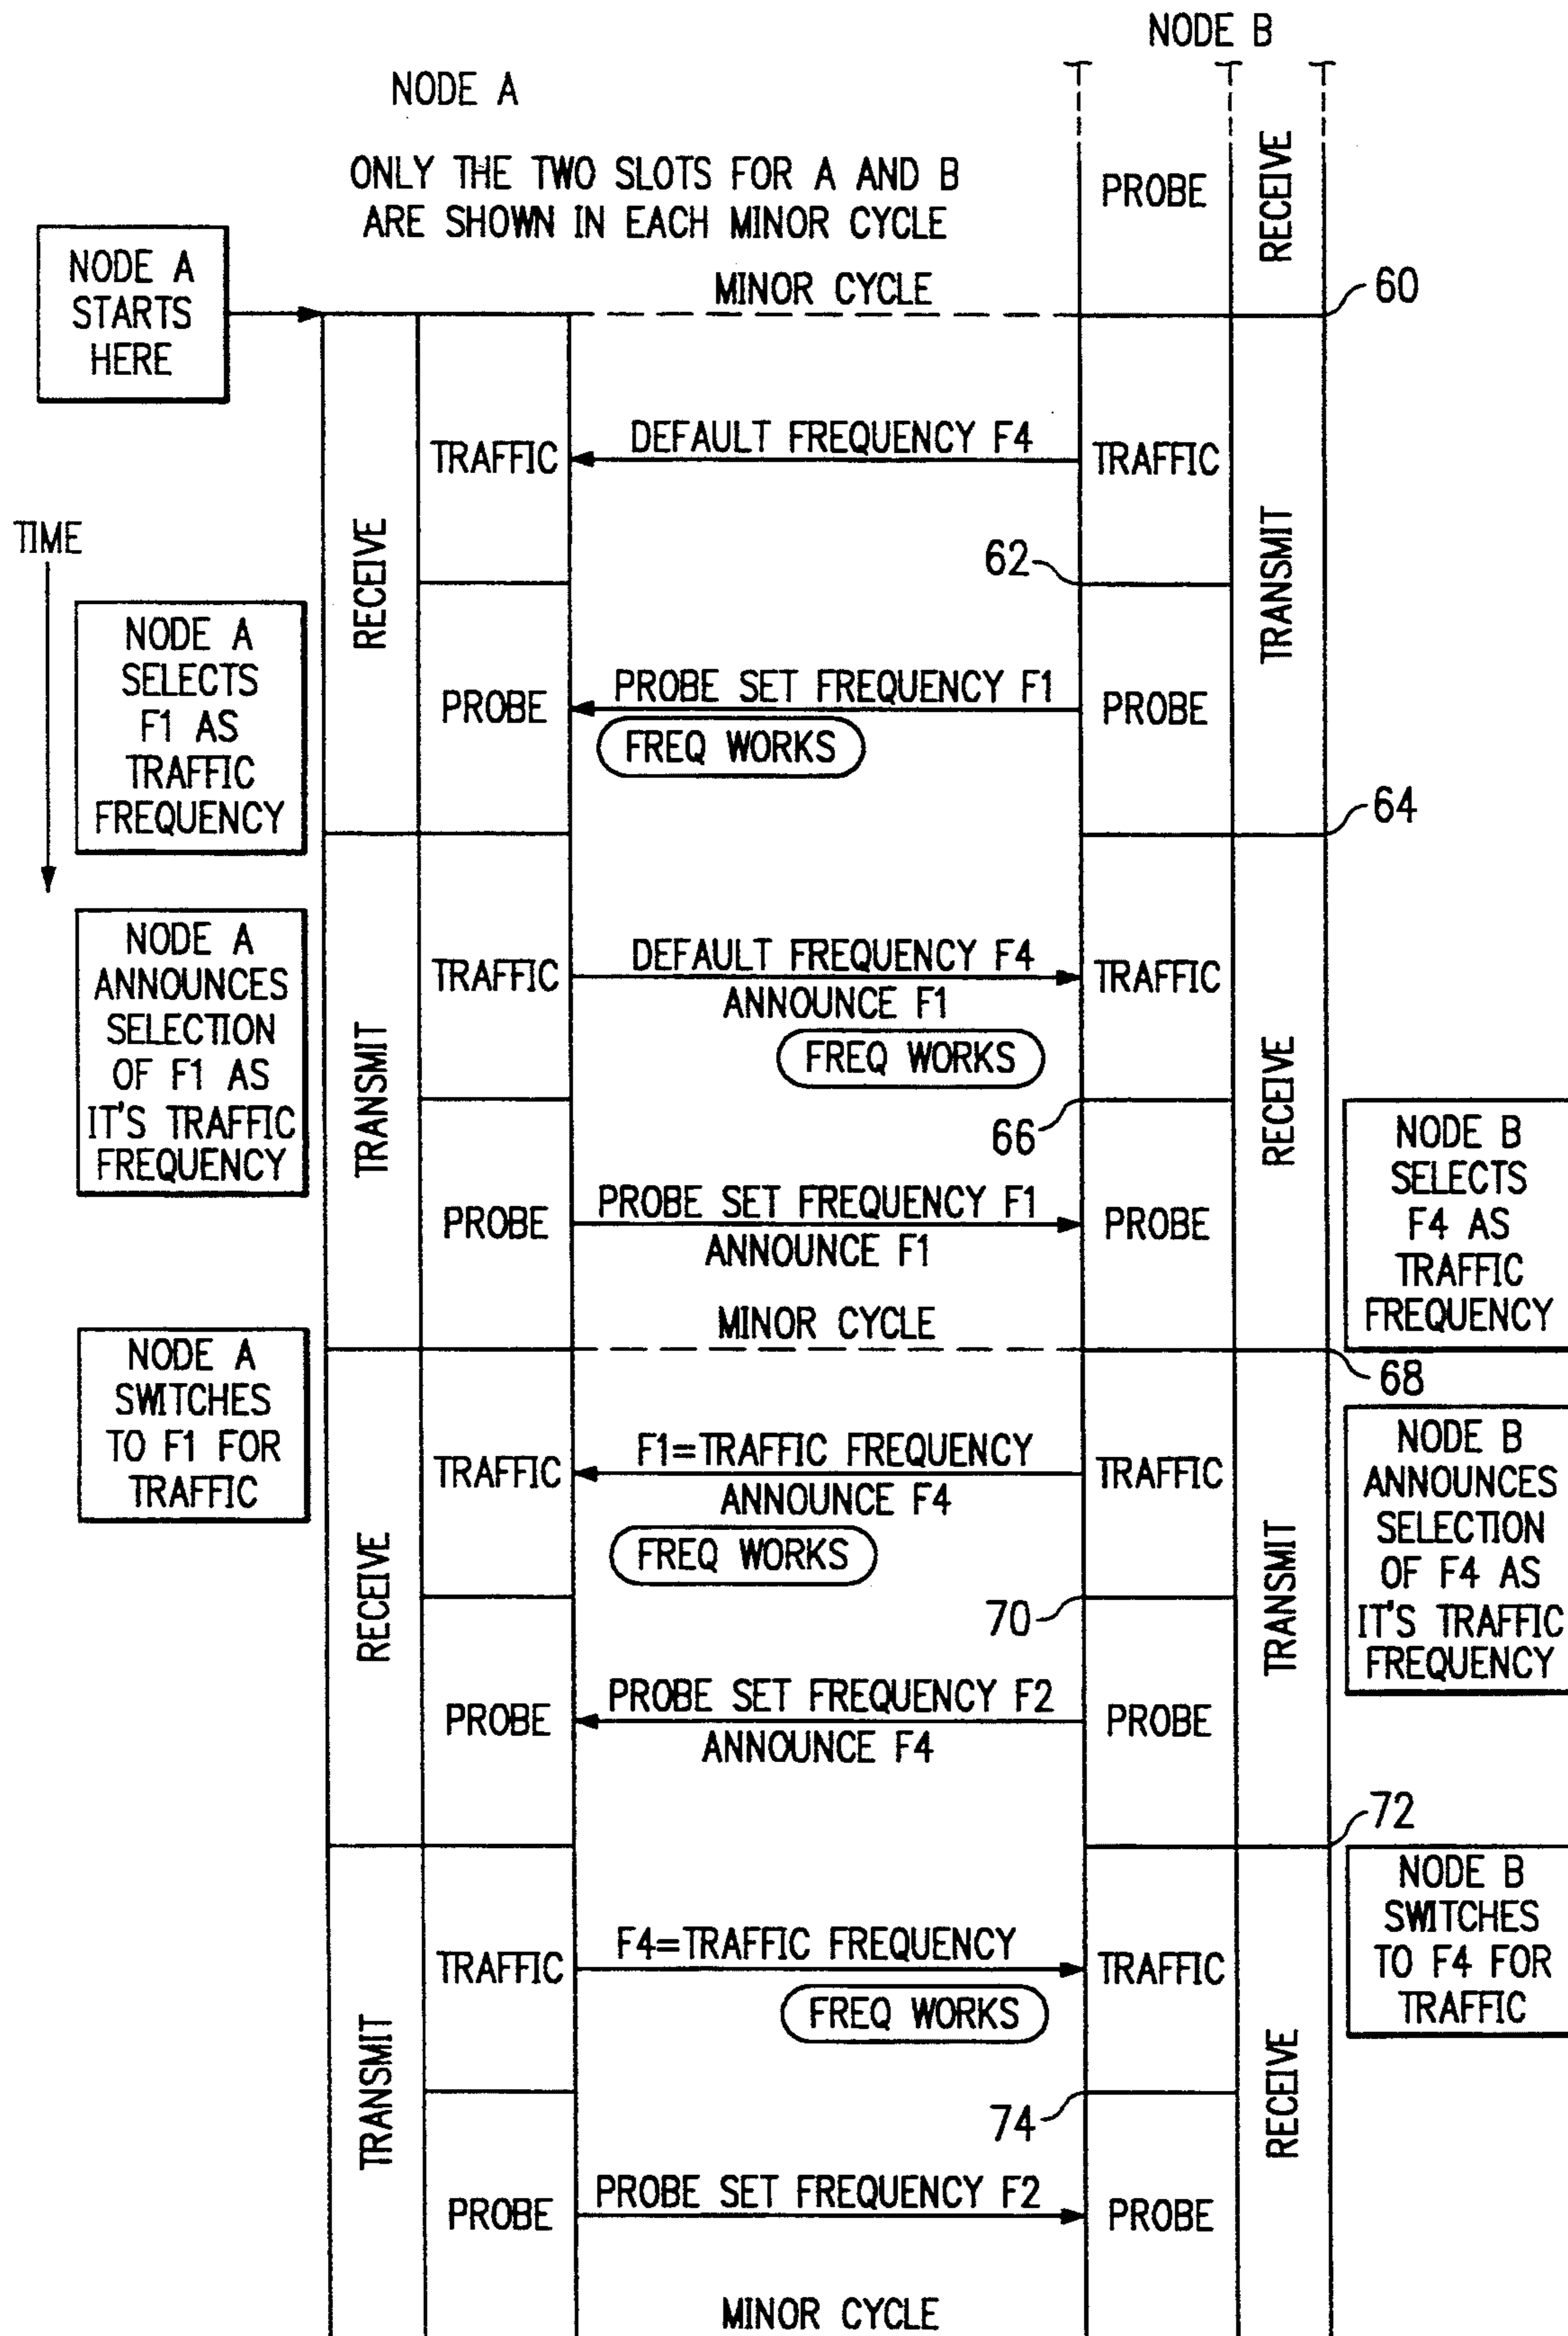 NODE B
NODE A
ONLY THE TWO SLOTS FOR A AND B
ARE SHOWN IN EACH MINOR CYCLE
PROBE
RECEIVE
NODE A
STARTS
HERE
MINOR CYCLE
60
TRAFFIC
DEFAULT FREQUENCY F4
TRAFFIC
TIME
RECEIVE
TRANSMIT
62
NODE A
SELECTS
F1 AS
TRAFFIC
FREQUENCY
PROBE
PROBE SET FREQUENCY F1
FREQ WORKS
PROBE
64
NODE A
ANNOUNCES
SELECTION
OF F1 AS
IT'S TRAFFIC
FREQUENCY
TRANSMIT
TRAFFIC
DEFAULT FREQUENCY F4
ANNOUNCE F1
FREQ WORKS
TRAFFIC
RECEIVE
66
NODE B
SELECTS
F4 AS
TRAFFIC
FREQUENCY
PROBE
PROBE SET FREQUENCY F1
ANNOUNCE F1
PROBE
MINOR CYCLE
68
NODE A
SWITCHES
TO F1 FOR
TRAFFIC
NODE B
ANNOUNCES
SELECTION
OF F4 AS
IT'S TRAFFIC
FREQUENCY
TRAFFIC
F1=TRAFFIC FREQUENCY
ANNOUNCE F4
FREQ WORKS
TRAFFIC
RECEIVE
TRANSMIT
70
PROBE
PROBE SET FREQUENCY F2
ANNOUNCE F4
PROBE
72
NODE B
SWITCHES
TO F4 FOR
TRAFFIC
TRAFFIC
F4=TRAFFIC FREQUENCY
FREQ WORKS
TRAFFIC
TRANSMIT
RECEIVE
74
PROBE
PROBE SET FREQUENCY F2
PROBE
MINOR CYCLE